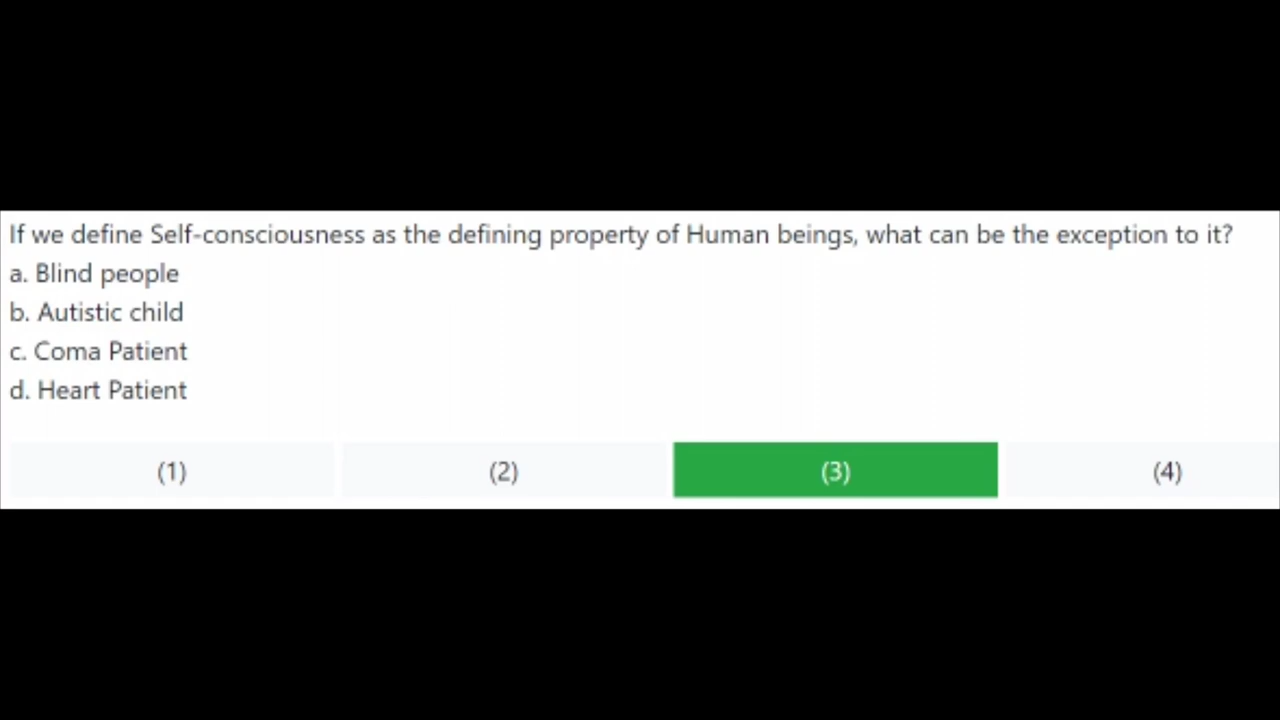 If we define Self-consciousness as the defining property of Human beings, what can be the exception to it?
a. Blind people
b. Autistic child
c. Coma Patient
d. Heart Patient
(1) (2) (3) (4)